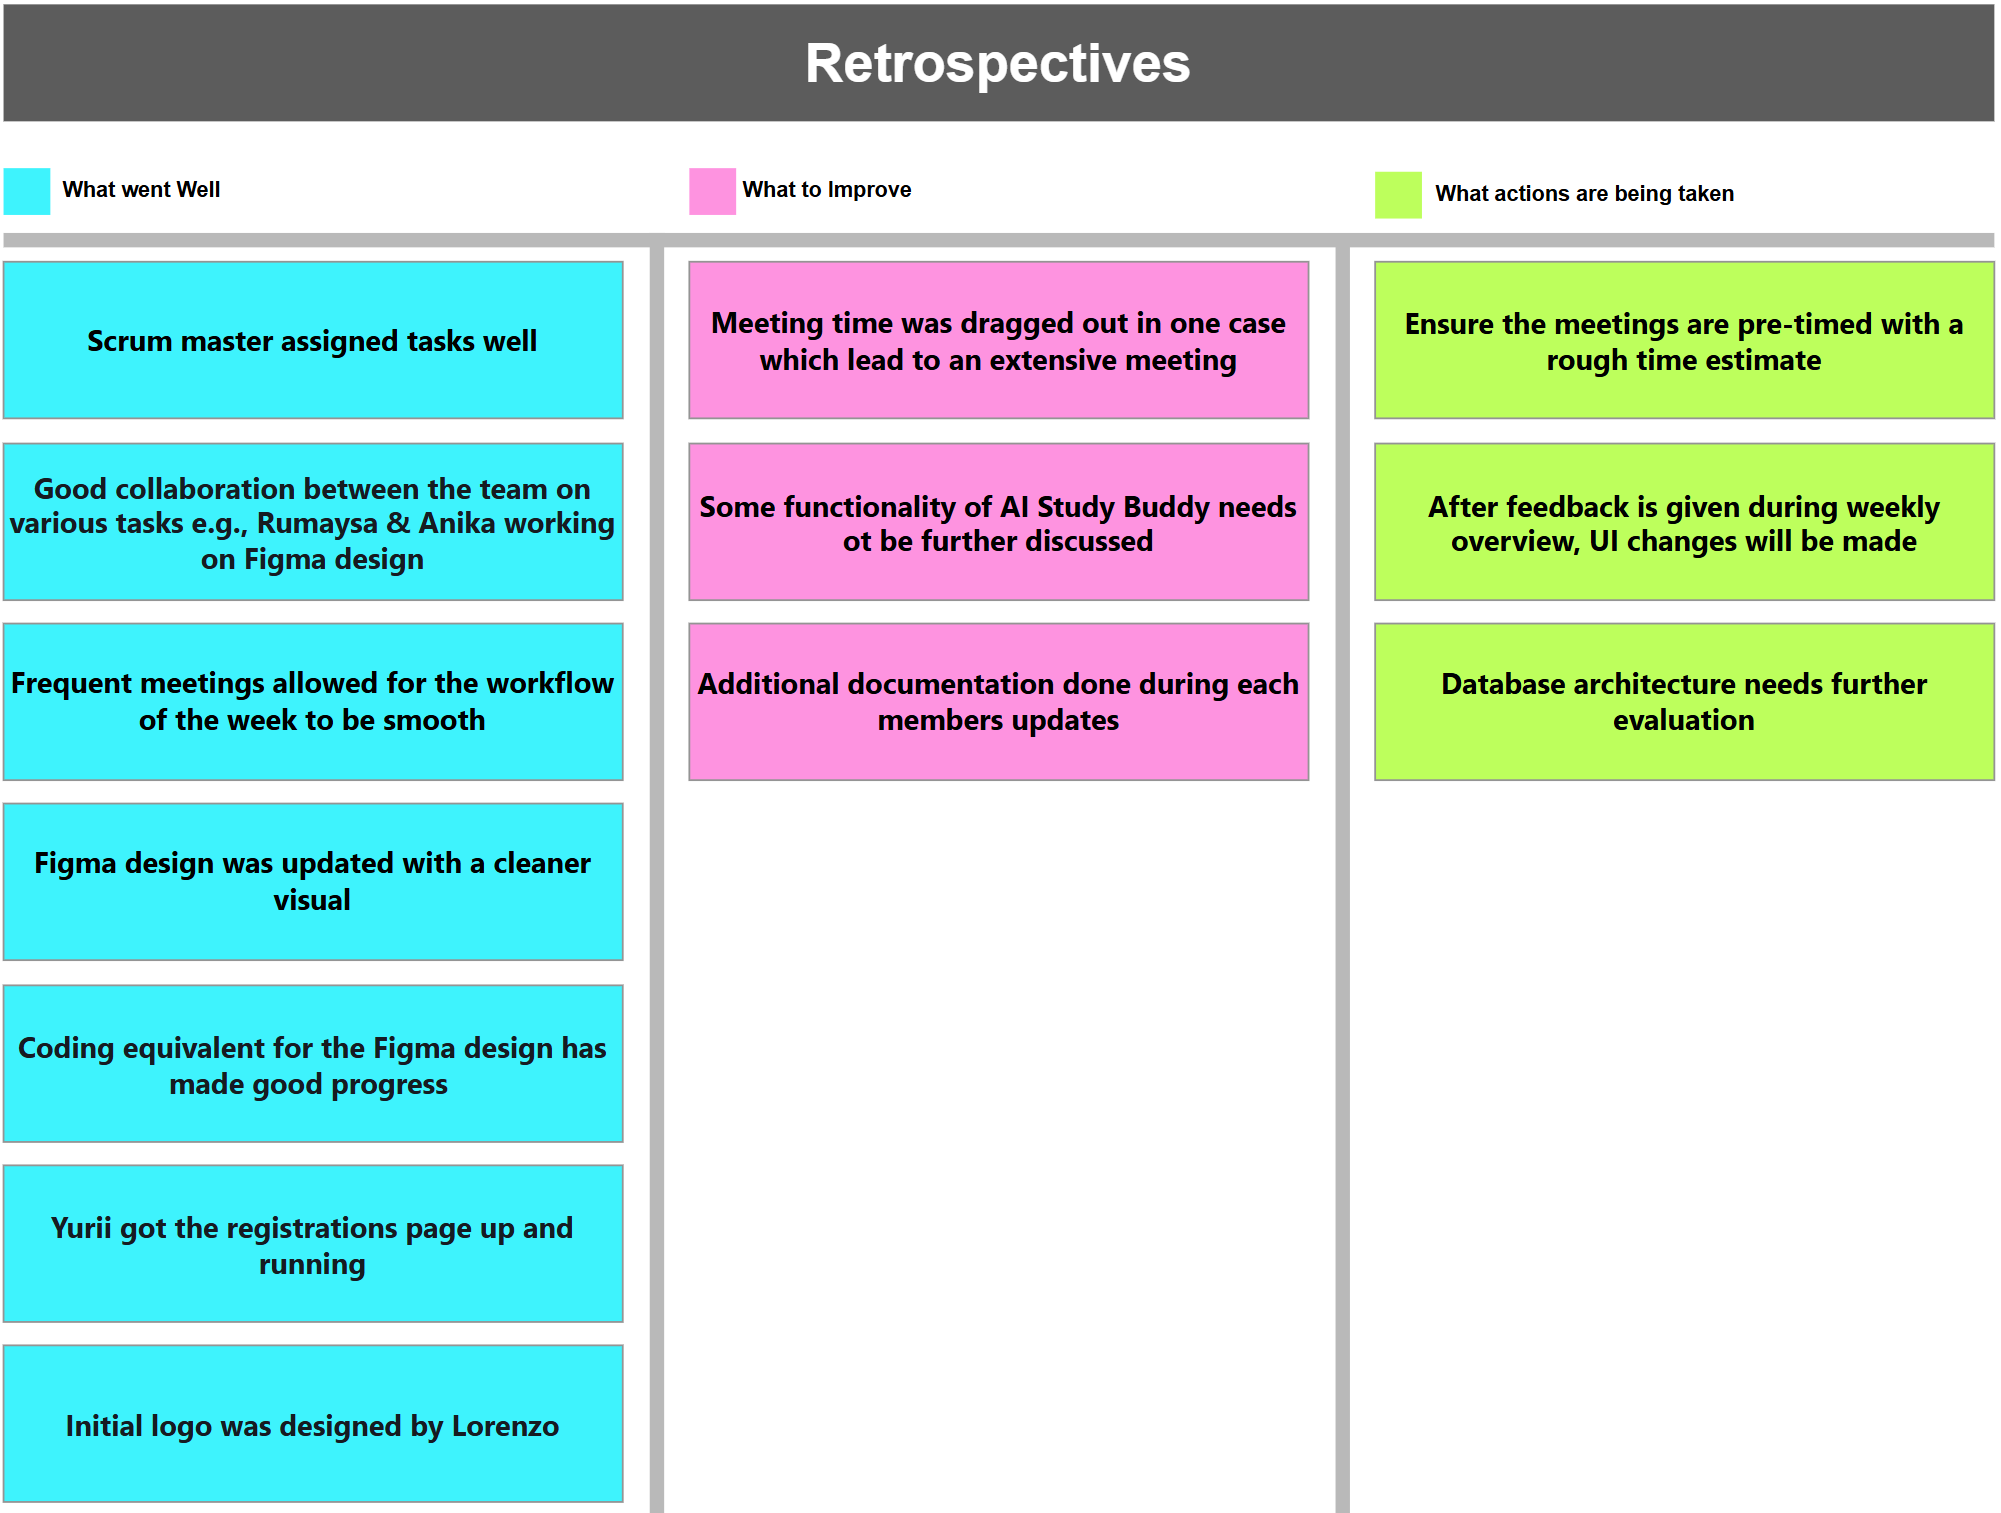 Retrospectives
What went Well
What to Improve
What actions are being taken
Scrum master assigned tasks well
Good collaboration between the team on
various tasks e.g., Rumaysa & Anika working
on Figma design
Frequent meetings allowed for the workflow
of the week to be smooth
Figma design was updated with a cleaner
visual
Coding equivalent for the Figma design has
made good progress
Yurii got the registrations page up and
running
Initial logo was designed by Lorenzo
Meeting time was dragged out in one case
which lead to an extensive meeting
Some functionality of AI Study Buddy needs
ot be further discussed
Additional documentation done during each
members updates
Ensure the meetings are pre-timed with a
rough time estimate
After feedback is given during weekly
overview, UI changes will be made
Database architecture needs further
evaluation